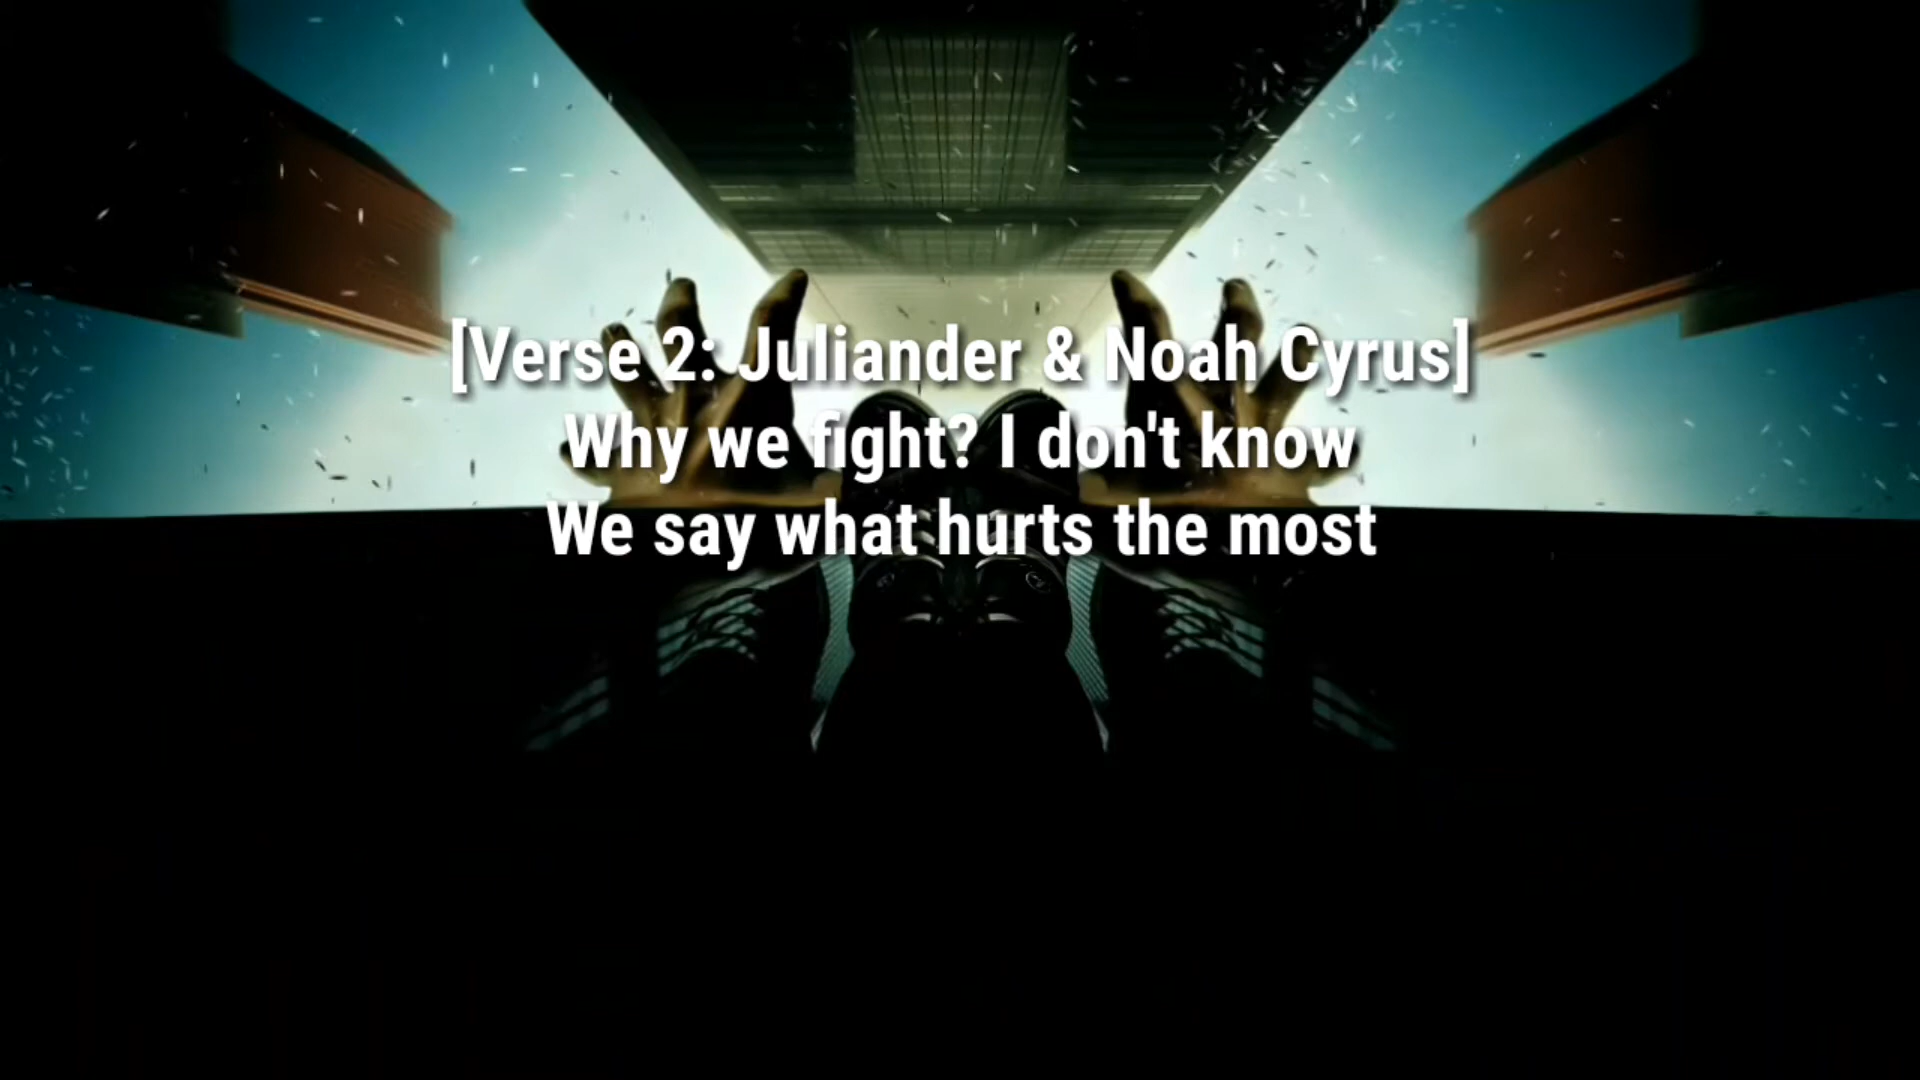 [Verse 2: Juliander & Noah Cyrus]
Why we fight? I don't know
We say what hurts the most